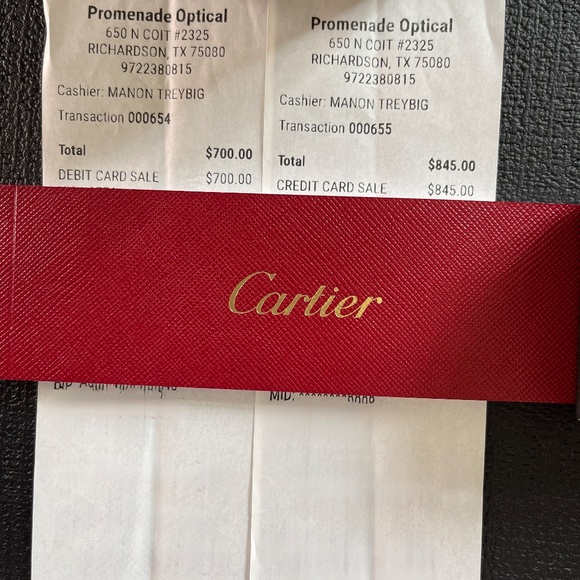 Promenade Optical
650 N COIT #2325
RICHARDSON, TX 75080
9722380815
Cashier: MANON TREYBIG
Transaction 000654
Total $700.00
DEBIT CARD SALE $700.00
Promenade Optical
650 N COIT #2325
RICHARDSON, TX 75080
9722380815
Cashier: MANON TREYBIG
Transaction 000655
Total $845.00
CREDIT CARD SALE $845.00
Cartier
MID: